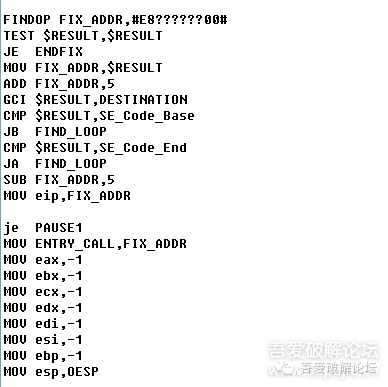 FINDOP FIX_ADDR,#E8??????00#
TEST $RESULT,$RESULT
JE ENDFIX
MOV FIX_ADDR,$RESULT
ADD FIX_ADDR,5
GCI $RESULT,DESTINATION
CMP $RESULT,SE_Code_Base
JB FIND_LOOP
CMP $RESULT,SE_Code_End
JA FIND_LOOP
SUB FIX_ADDR,5
MOV eip,FIX_ADDR
je PAUSE1
MOV ENTRY_CALL,FIX_ADDR
MOV eax,-1
MOV ebx,-1
MOV ecx,-1
MOV edx,-1
MOV edi,-1
MOV esi,-1
MOV ebp,-1
MOV esp,OESP
吾爱破解论坛
吾爱破解论坛